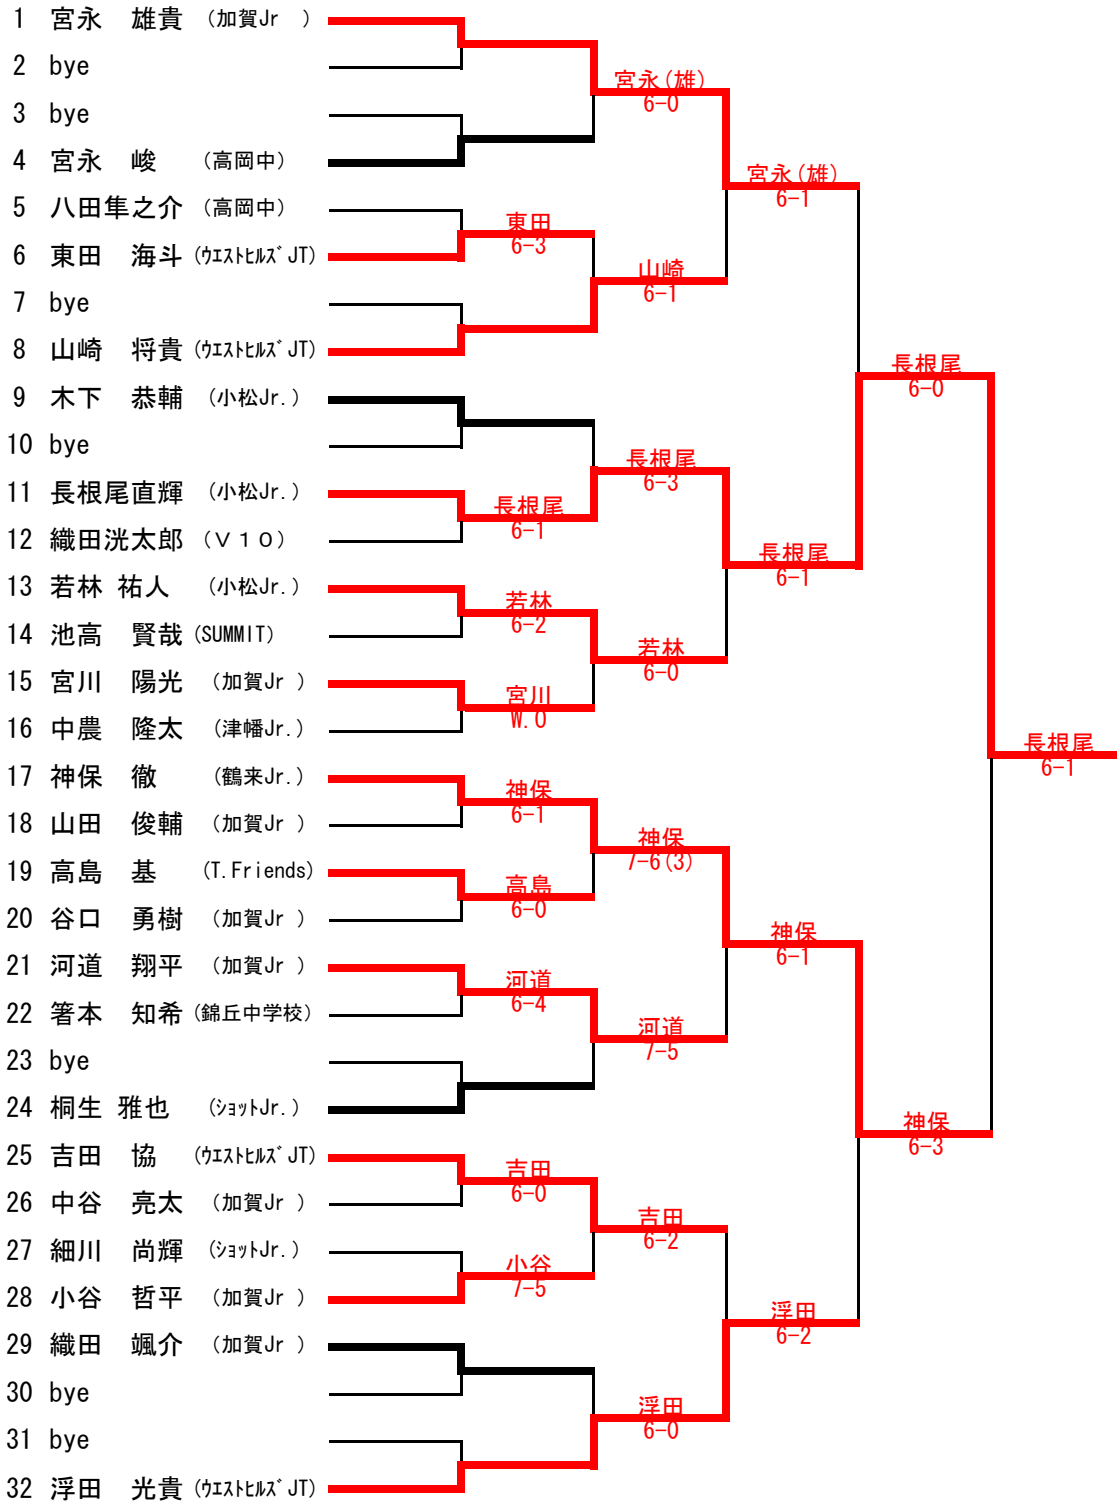 1 宮永 雄貴 (加賀Jr )
2 bye
宮永(雄)
6-0
3 bye
4 宮永 峻 (高岡中)
宮永(雄)
6-1
5 八田隼之介 (高岡中)
東田
6-3
6 東田 海斗 (ｳｴｽﾄﾋﾙｽﾞJT)
山崎
6-1
7 bye
8 山崎 将貴 (ｳｴｽﾄﾋﾙｽﾞJT)
長根尾
6-0
9 木下 恭輔 (小松Jr.)
10 bye
長根尾
6-3
11 長根尾直輝 (小松Jr.)
長根尾
6-1
12 織田洸太郎 (Ｖ１０)
長根尾
6-1
13 若林 祐人 (小松Jr.)
若林
6-2
14 池高 賢哉 (SUMMIT)
若林
6-0
15 宮川 陽光 (加賀Jr )
宮川
W.O
16 中農 隆太 (津幡Jr.)
長根尾
6-1
17 神保 徹 (鶴来Jr.)
神保
6-1
18 山田 俊輔 (加賀Jr )
神保
7-6(3)
19 高島 基 (T.Friends)
高島
6-0
20 谷口 勇樹 (加賀Jr )
神保
6-1
21 河道 翔平 (加賀Jr )
河道
6-4
22 箸本 知希 (錦丘中学校)
河道
7-5
23 bye
24 桐生 雅也 (ｼｮｯﾄJr.)
神保
6-3
25 吉田 協 (ｳｴｽﾄﾋﾙｽﾞJT)
吉田
6-0
26 中谷 亮太 (加賀Jr )
吉田
6-2
27 細川 尚輝 (ｼｮｯﾄJr.)
小谷
7-5
28 小谷 哲平 (加賀Jr )
浮田
6-2
29 織田 颯介 (加賀Jr )
30 bye
浮田
6-0
31 bye
32 浮田 光貴 (ｳｴｽﾄﾋﾙｽﾞJT)